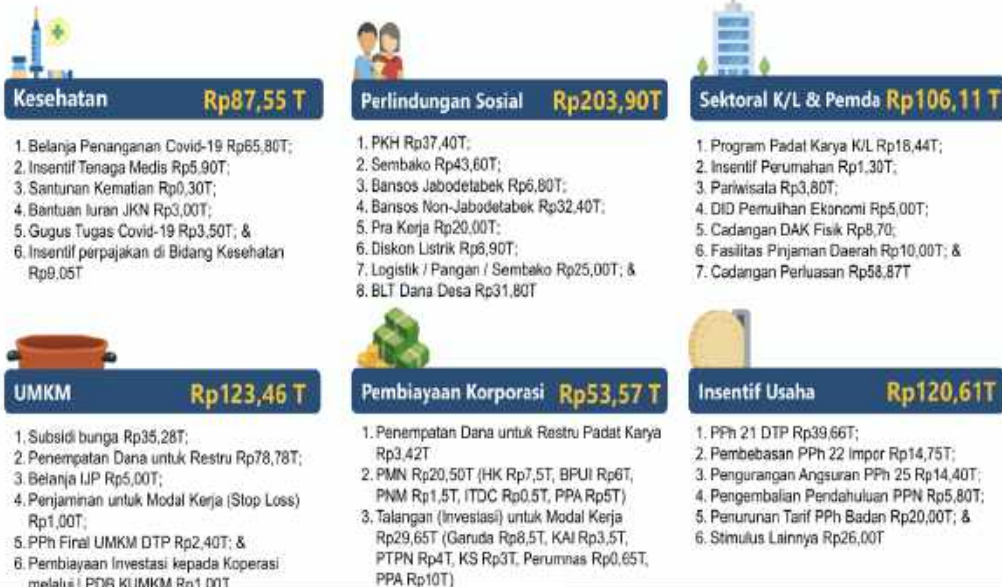 Kesehatan Rp87,55 T
1. Belanja Penanganan Covid-19 Rp65,80T;
2. Insentif Tenaga Medis Rp5,90T;
3. Santunan Kematian Rp0,30T;
4. Bantuan Iuran JKN Rp3,00T;
5. Gugus Tugas Covid-19 Rp3,50T; &
6. Insentif perpajakan di Bidang Kesehatan
Rp9,05T
Perlindungan Sosial Rp203,90T
1. PKH Rp37,40T;
2. Sembako Rp43,60T;
3. Bansos Jabodetabek Rp6,80T;
4. Bansos Non-Jabodetabek Rp32,40T;
5. Pra Kerja Rp20,00T;
6. Diskon Listrik Rp6,90T;
7. Logistik / Pangan / Sembako Rp25,00T; &
8. BLT Dana Desa Rp31,80T
Sektoral K/L & Pemda Rp106,11 T
1. Program Padat Karya K/L Rp18,44T;
2. Insentif Perumahan Rp1,30T;
3. Pariwisata Rp3,80T;
4. DID Pemulihan Ekonomi Rp5,00T;
5. Cadangan DAK Fisik Rp8,70;
6. Fasilitas Pinjaman Daerah Rp10,00T; &
7. Cadangan Perluasan Rp58,87T
UMKM Rp123,46 T
1. Subsidi bunga Rp35,28T;
2. Penempatan Dana untuk Restru Rp78,78T;
3. Belanja IJP Rp5,00T;
4. Penjaminan untuk Modal Kerja (Stop Loss)
Rp1,00T;
5. PPh Final UMKM DTP Rp2,40T; &
6. Pembiayaan Investasi kepada Koperasi
melalui LPDB KUMKM Rp1,00T
Pembiayaan Korporasi Rp53,57 T
1. Penempatan Dana untuk Restru Padat Karya
Rp3,42T
2. PMN Rp20,50T (HK Rp7,5T, BPUI Rp6T,
PNM Rp1,5T, ITDC Rp0,5T, PPA Rp5T)
3. Talangan (Investasi) untuk Modal Kerja
Rp29,65T (Garuda Rp8,5T, KAI Rp3,5T,
PTPN Rp4T, KS Rp3T, Perumnas Rp0,65T,
PPA Rp10T)
Insentif Usaha Rp120,61T
1. PPh 21 DTP Rp39,66T;
2. Pembebasan PPh 22 Impor Rp14,75T;
3. Pengurangan Angsuran PPh 25 Rp14,40T;
4. Pengembalian Pendahuluan PPN Rp5,80T;
5. Penurunan Tarif PPh Badan Rp20,00T; &
6. Stimulus Lainnya Rp26,00T